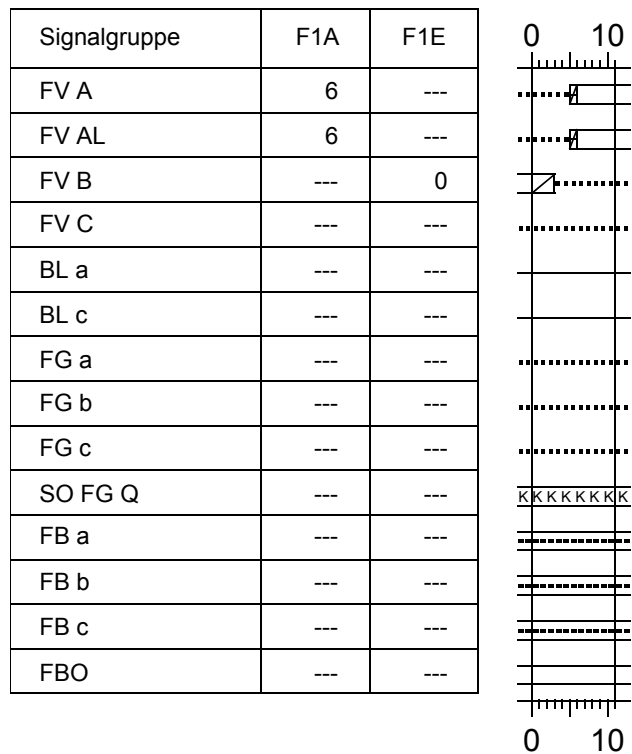 Signalgruppe F1A F1E 0 10
FV A 6 ---
FV AL 6 ---
FV B --- 0
FV C --- ---
BL a --- ---
BL c --- ---
FG a --- ---
FG b --- ---
FG c --- ---
SO FG Q --- --- K K K K K K K K
FB a --- ---
FB b --- ---
FB c --- ---
FBO --- ---
0 10